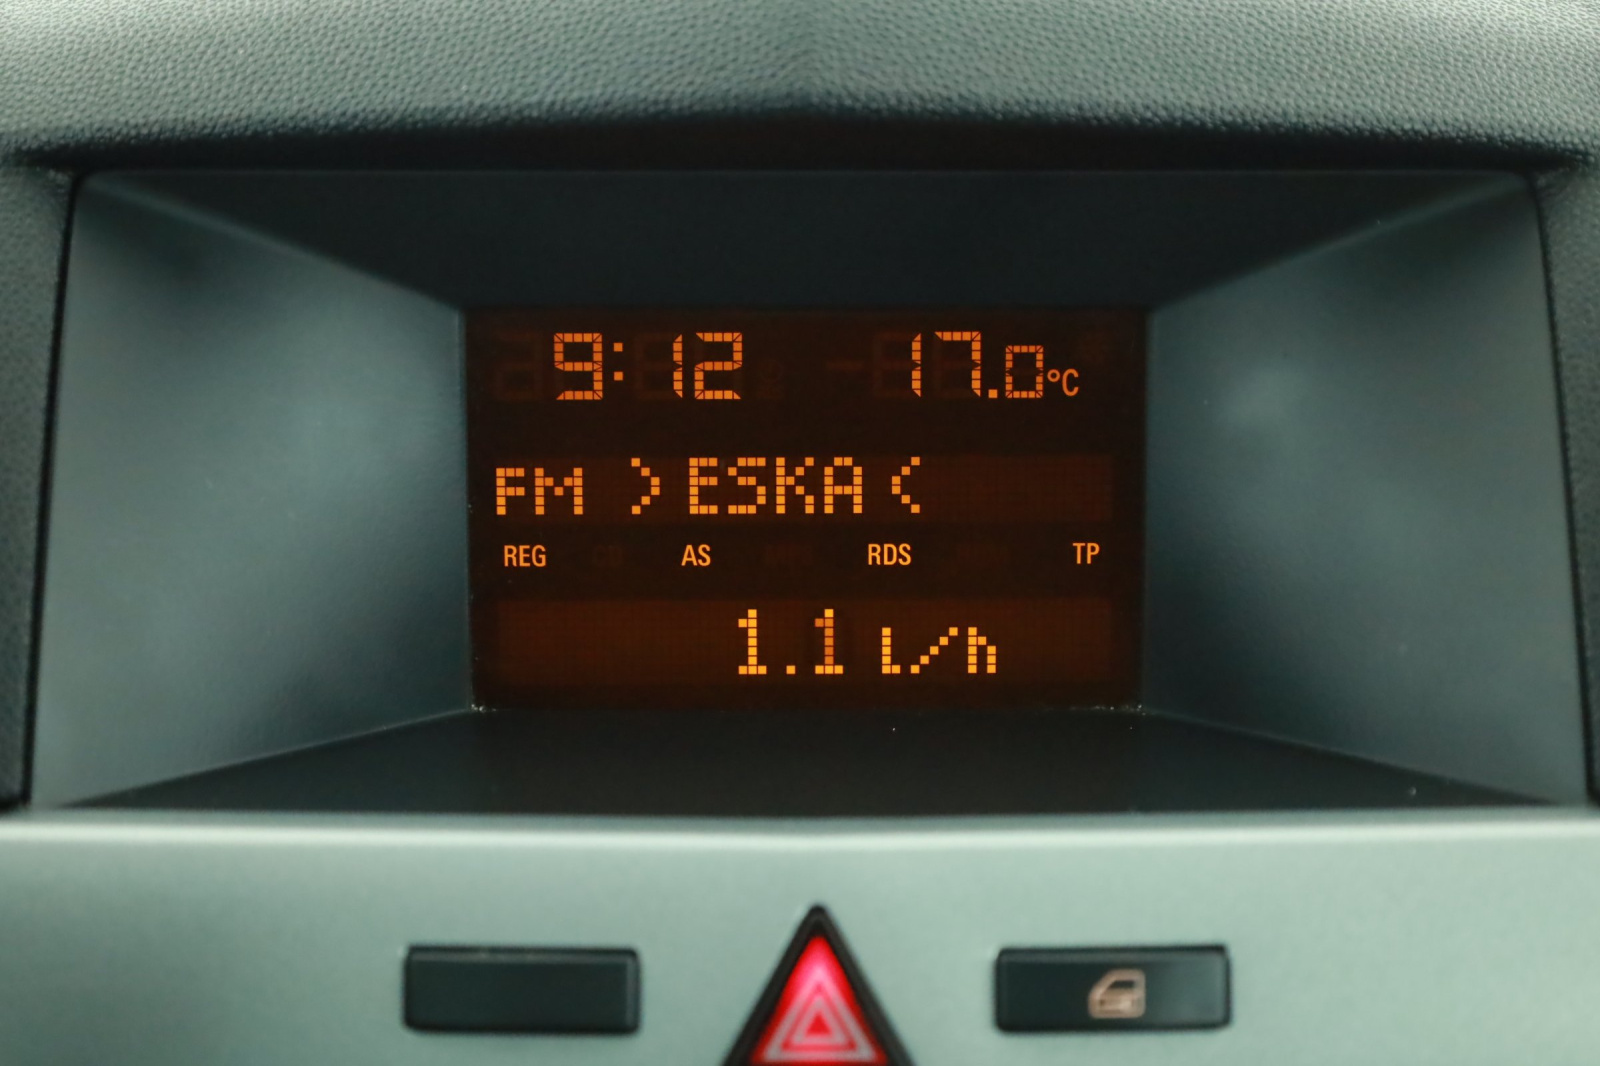 9:12 17.0°C
FM > ESKA <
REG AS RDS TP
1.1 l/h